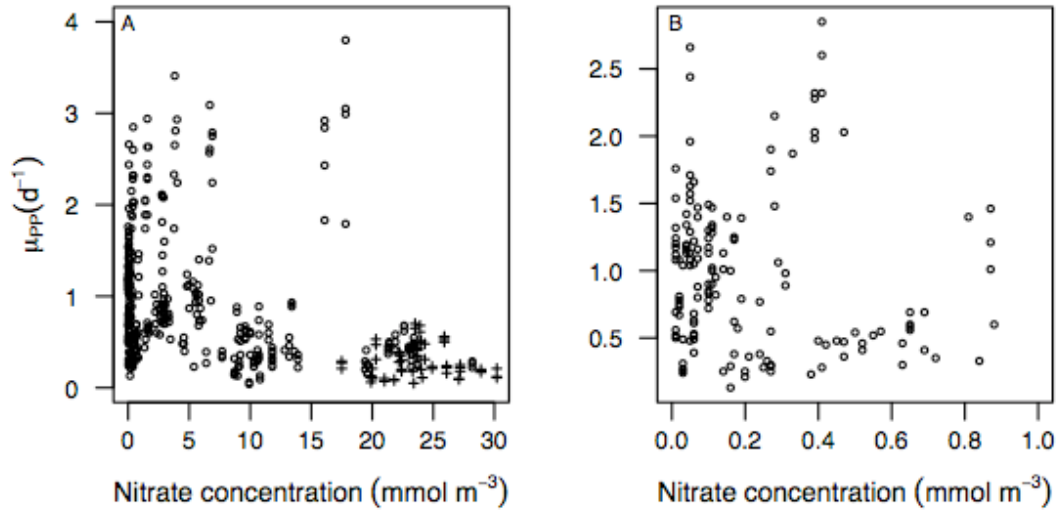 A
4
3
2
1
0
μPP(d⁻¹)
0 5 10 15 20 25 30
Nitrate concentration (mmol m⁻³)
B
2.5
2.0
1.5
1.0
0.5
0.0 0.2 0.4 0.6 0.8 1.0
Nitrate concentration (mmol m⁻³)